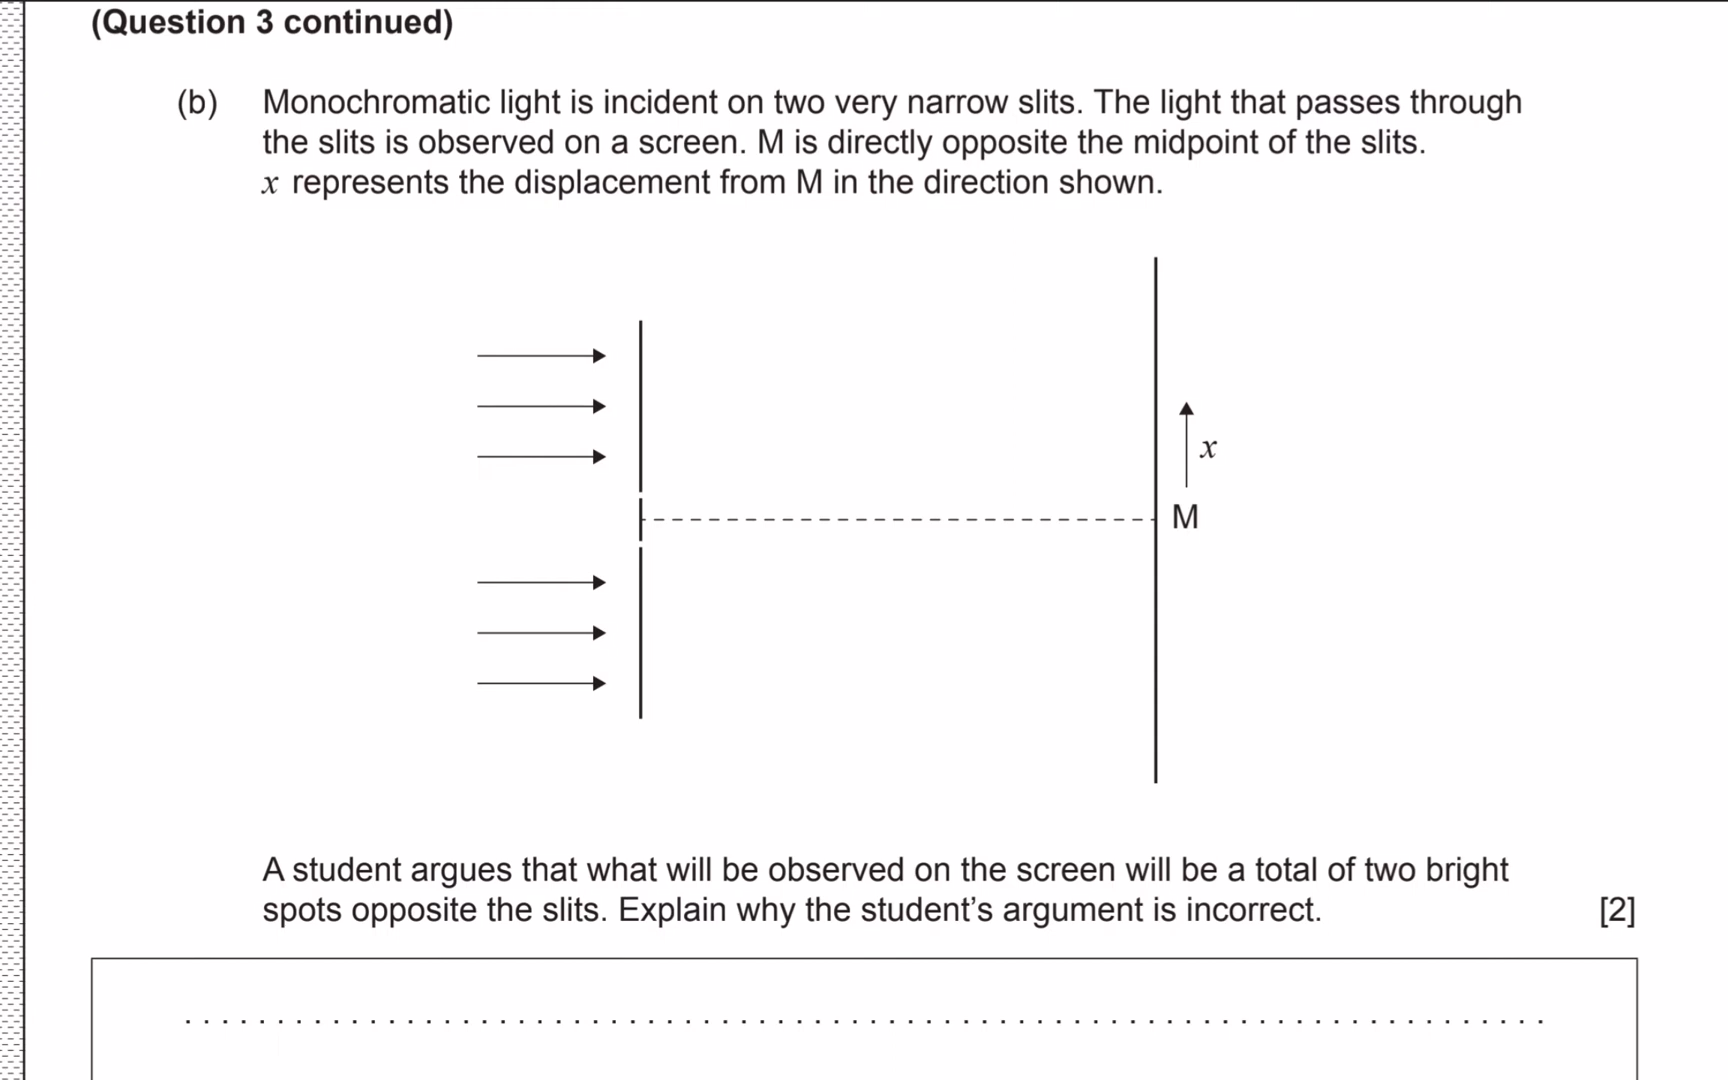 (Question 3 continued)
(b) Monochromatic light is incident on two very narrow slits. The light that passes through
the slits is observed on a screen. M is directly opposite the midpoint of the slits.
x represents the displacement from M in the direction shown.
x
M
A student argues that what will be observed on the screen will be a total of two bright
spots opposite the slits. Explain why the student’s argument is incorrect. [2]